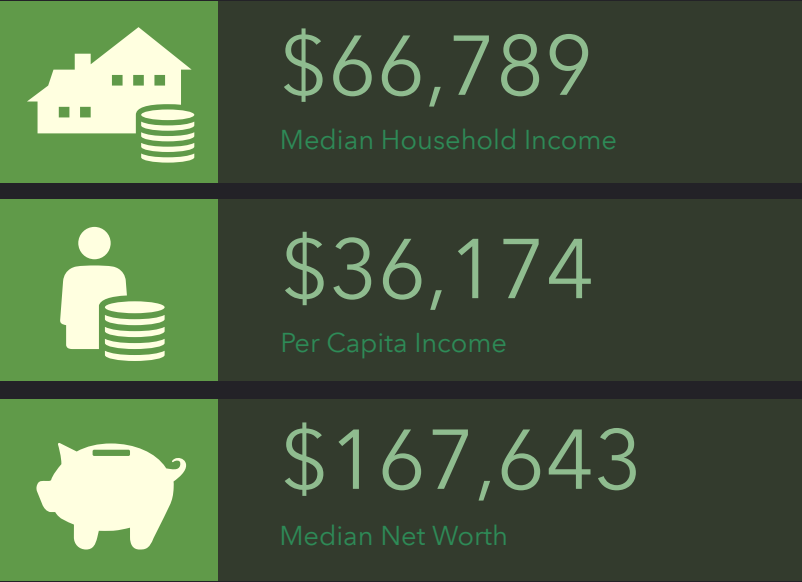 $66,789
Median Household Income
$36,174
Per Capita Income
$167,643
Median Net Worth